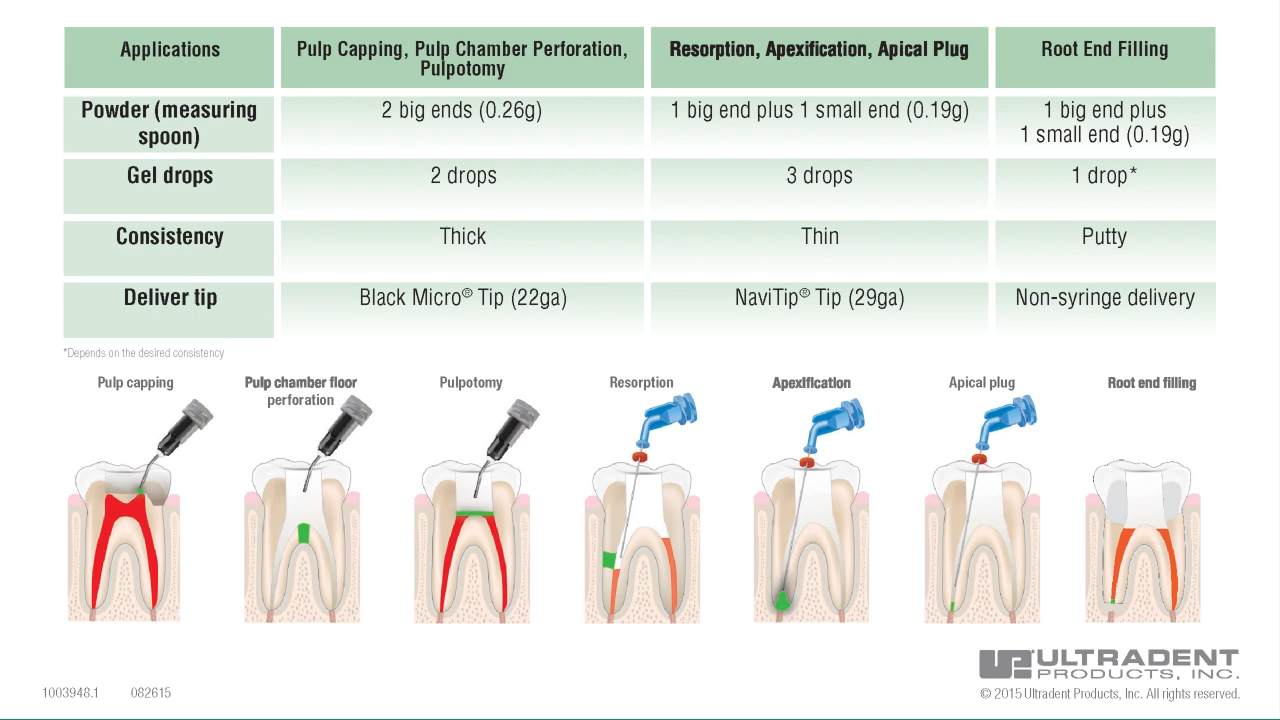 Applications
Pulp Capping, Pulp Chamber Perforation,
Pulpotomy
Resorption, Apexification, Apical Plug
Root End Filling
Powder (measuring
spoon)
2 big ends (0.26g)
1 big end plus 1 small end (0.19g)
1 big end plus
1 small end (0.19g)
Gel drops
2 drops
3 drops
1 drop*
Consistency
Thick
Thin
Putty
Deliver tip
Black Micro® Tip (22ga)
NaviTip® Tip (29ga)
Non-syringe delivery
*Depends on the desired consistency
Pulp capping
Pulp chamber floor
perforation
Pulpotomy
Resorption
Apexification
Apical plug
Root end filling
ULTRADENT
PRODUCTS, INC.
1003948.1 082615
© 2015 Ultradent Products, Inc. All rights reserved.